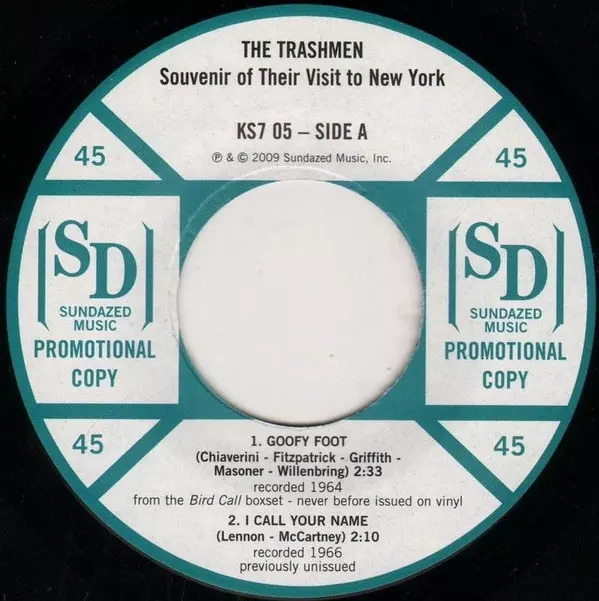 THE TRASHMEN
Souvenir of Their Visit to New York
KS7 05 – SIDE A
℗ & © 2009 Sundazed Music, Inc.
45
45
SD
SUNDAZED
MUSIC
PROMOTIONAL
COPY
SD
SUNDAZED
MUSIC
PROMOTIONAL
COPY
45
45
1. GOOFY FOOT
(Chiaverini - Fitzpatrick - Griffith -
Masoner - Willenbring) 2:33
recorded 1964
from the Bird Call boxset - never before issued on vinyl
2. I CALL YOUR NAME
(Lennon - McCartney) 2:10
recorded 1966
previously unissued